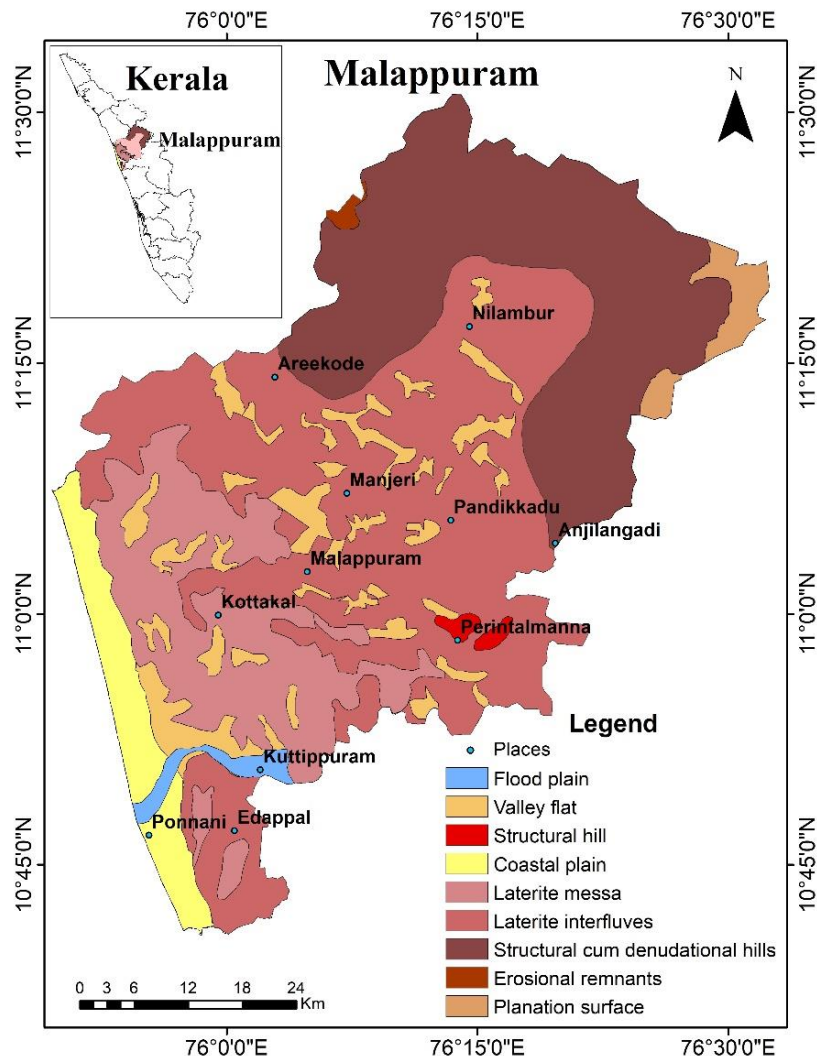 76°0'0"E 76°15'0"E 76°30'0"E
Kerala
Malappuram
Malappuram
N
11°30'0"N
11°30'0"N
Nilambur
11°15'0"N
11°15'0"N
Areekode
Manjeri
Pandikkadu
Anjilangadi
Malappuram
11°0'0"N
11°0'0"N
Kottakal
Perintalmanna
Kuttippuram
Ponnani
Edappal
10°45'0"N
10°45'0"N
Legend
Places
Flood plain
Valley flat
Structural hill
Coastal plain
Laterite messa
Laterite interfluves
Structural cum denudational hills
Erosional remnants
Planation surface
0 3 6 12 18 24
Km
76°0'0"E 76°15'0"E 76°30'0"E